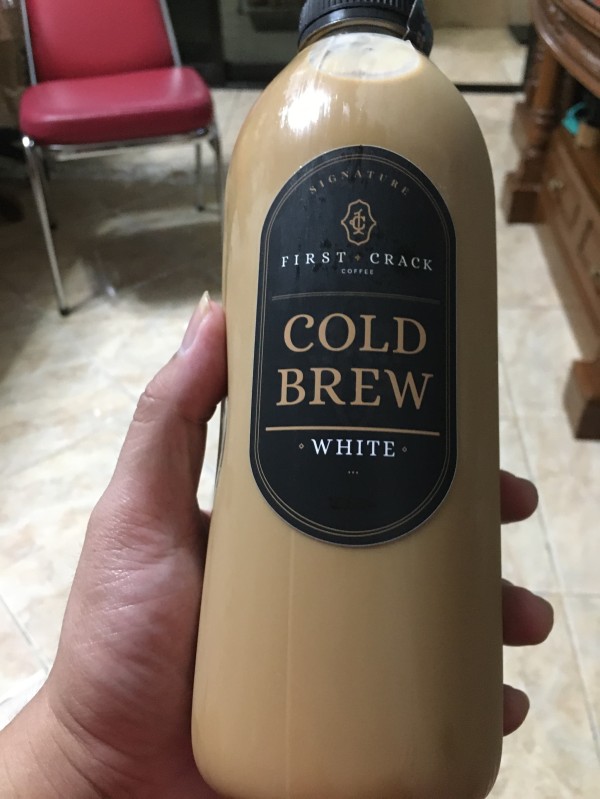 SIGNATURE
FIRST CRACK
COFFEE
COLD
BREW
WHITE